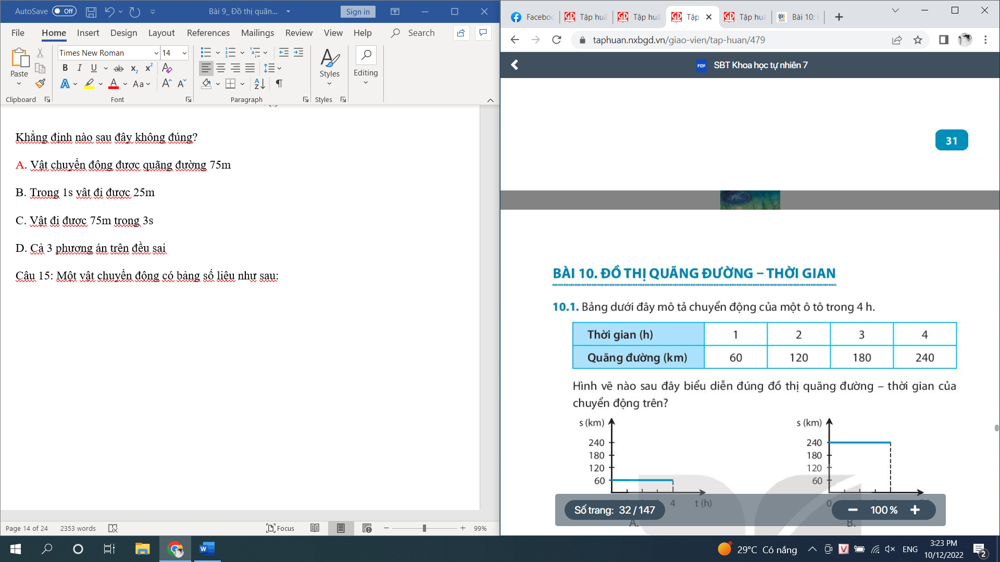 AutoSave Off Bài 9_ Đồ thị quãn... Sign in
File Home Insert Design Layout References Mailings Review View Help Search
Times New Roman 14
Paste
Styles
Editing
Clipboard Font Paragraph Styles
Khẳng định nào sau đây không đúng?
A. Vật chuyển động được quãng đường 75m
B. Trong 1s vật đi được 25m
C. Vật đi được 75m trong 3s
D. Cả 3 phương án trên đều sai
Câu 15: Một vật chuyển động có bảng số liệu như sau:
Page 14 of 24 2353 words Focus 99%
Faceboo Tập huấ Tập huấ Tập Tập huấ Bài 10:
taphuan.nxbgd.vn/giao-vien/tap-huan/479
PDF SBT Khoa học tự nhiên 7
31
BÀI 10. ĐỒ THỊ QUÃNG ĐƯỜNG – THỜI GIAN
10.1. Bảng dưới đây mô tả chuyển động của một ô tô trong 4 h.
Thời gian (h) 1 2 3 4
Quãng đường (km) 60 120 180 240
Hình vẽ nào sau đây biểu diễn đúng đồ thị quãng đường – thời gian của
chuyển động trên?
s (km) s (km)
240 240
180 180
120 120
60 60
4 t (h) 0
Số trang: 32 / 147 100 %
A. B.
29°C Có nắng ENG 3:23 PM
10/12/2022 2